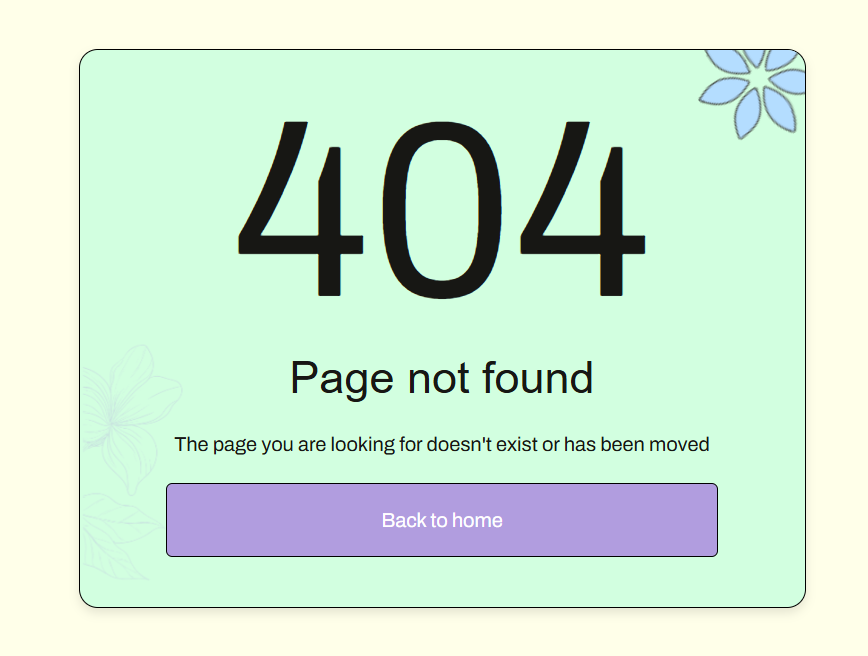 404
Page not found
The page you are looking for doesn't exist or has been moved
Back to home